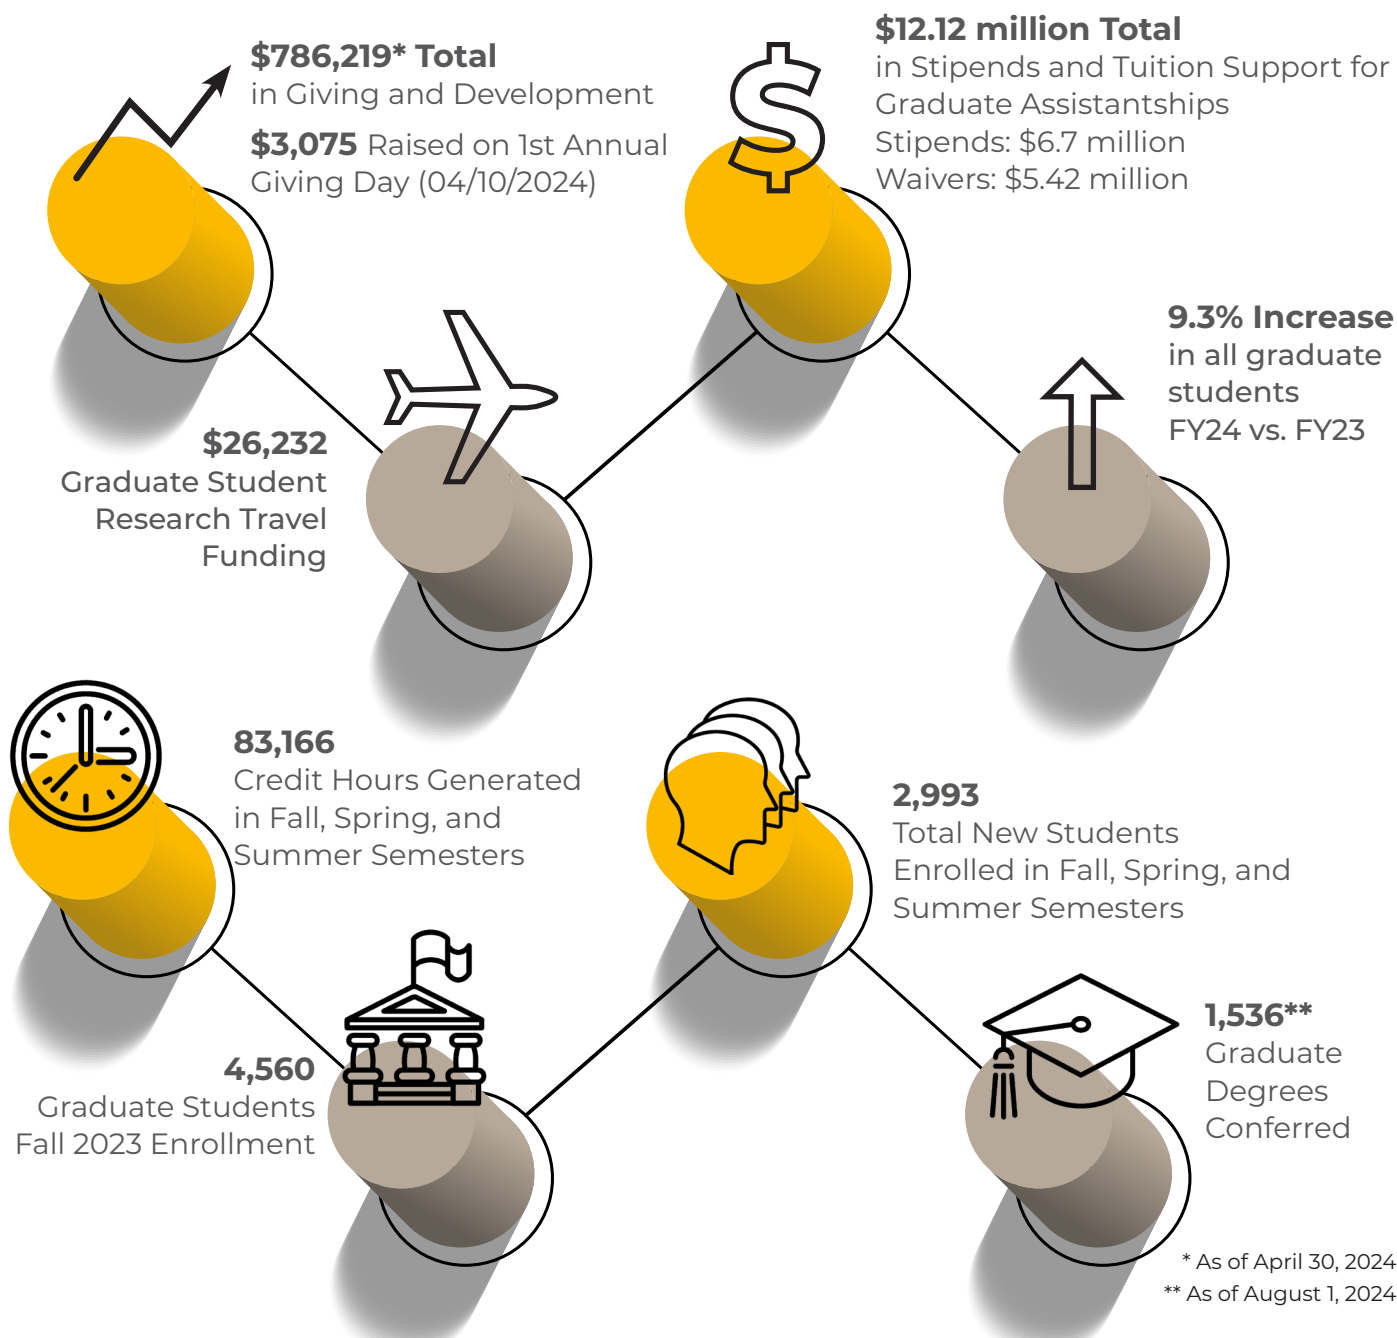 $786,219* Total
in Giving and Development
$3,075 Raised on 1st Annual
Giving Day (04/10/2024)
$12.12 million Total
in Stipends and Tuition Support for
Graduate Assistantships
Stipends: $6.7 million
Waivers: $5.42 million
$26,232
Graduate Student
Research Travel
Funding
9.3% Increase
in all graduate
students
FY24 vs. FY23
83,166
Credit Hours Generated
in Fall, Spring, and
Summer Semesters
2,993
Total New Students
Enrolled in Fall, Spring, and
Summer Semesters
4,560
Graduate Students
Fall 2023 Enrollment
1,536**
Graduate
Degrees
Conferred
* As of April 30, 2024
** As of August 1, 2024